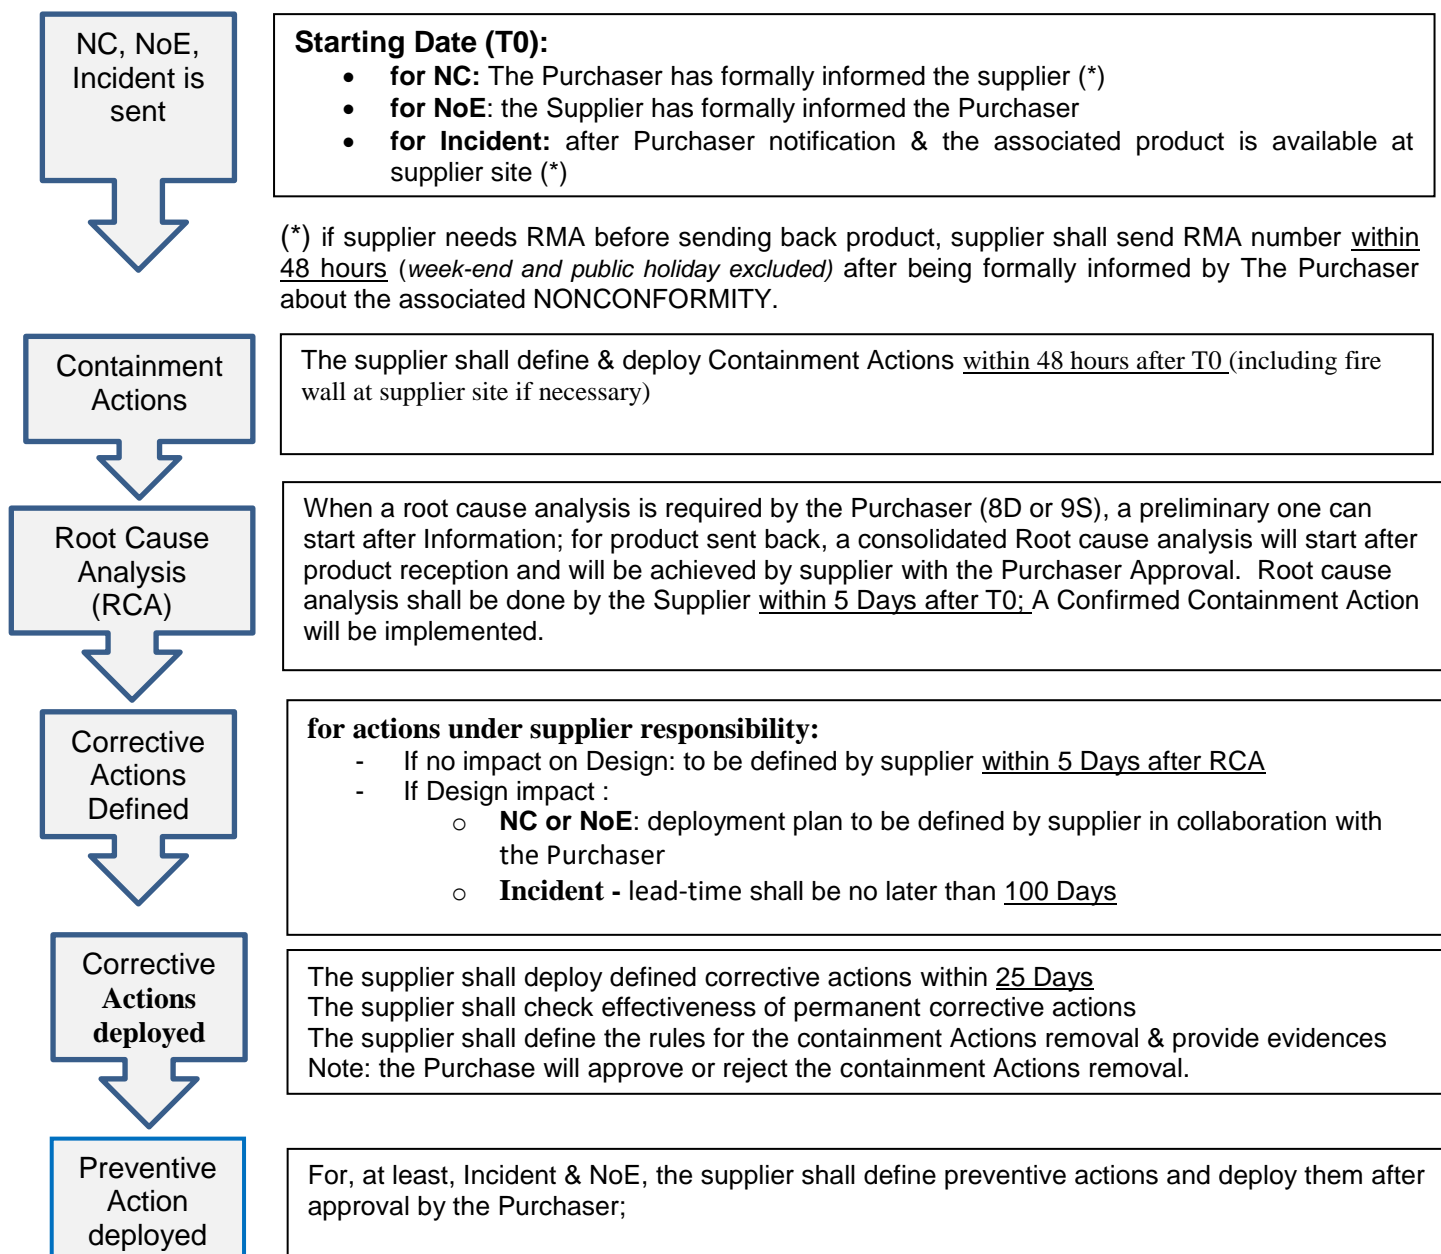 NC, NoE,
Incident is
sent
Starting Date (T0):
• for NC: The Purchaser has formally informed the supplier (*)
• for NoE: the Supplier has formally informed the Purchaser
• for Incident: after Purchaser notification & the associated product is available at
supplier site (*)
(*) if supplier needs RMA before sending back product, supplier shall send RMA number within
48 hours (week-end and public holiday excluded) after being formally informed by The Purchaser
about the associated NONCONFORMITY.
Containment
Actions
The supplier shall define & deploy Containment Actions within 48 hours after T0 (including fire
wall at supplier site if necessary)
Root Cause
Analysis
(RCA)
When a root cause analysis is required by the Purchaser (8D or 9S), a preliminary one can
start after Information; for product sent back, a consolidated Root cause analysis will start after
product reception and will be achieved by supplier with the Purchaser Approval. Root cause
analysis shall be done by the Supplier within 5 Days after T0; A Confirmed Containment Action
will be implemented.
Corrective
Actions
Defined
for actions under supplier responsibility:
- If no impact on Design: to be defined by supplier within 5 Days after RCA
- If Design impact :
o NC or NoE: deployment plan to be defined by supplier in collaboration with
the Purchaser
o Incident - lead-time shall be no later than 100 Days
Corrective
Actions
deployed
The supplier shall deploy defined corrective actions within 25 Days
The supplier shall check effectiveness of permanent corrective actions
The supplier shall define the rules for the containment Actions removal & provide evidences
Note: the Purchase will approve or reject the containment Actions removal.
Preventive
Action
deployed
For, at least, Incident & NoE, the supplier shall define preventive actions and deploy them after
approval by the Purchaser;